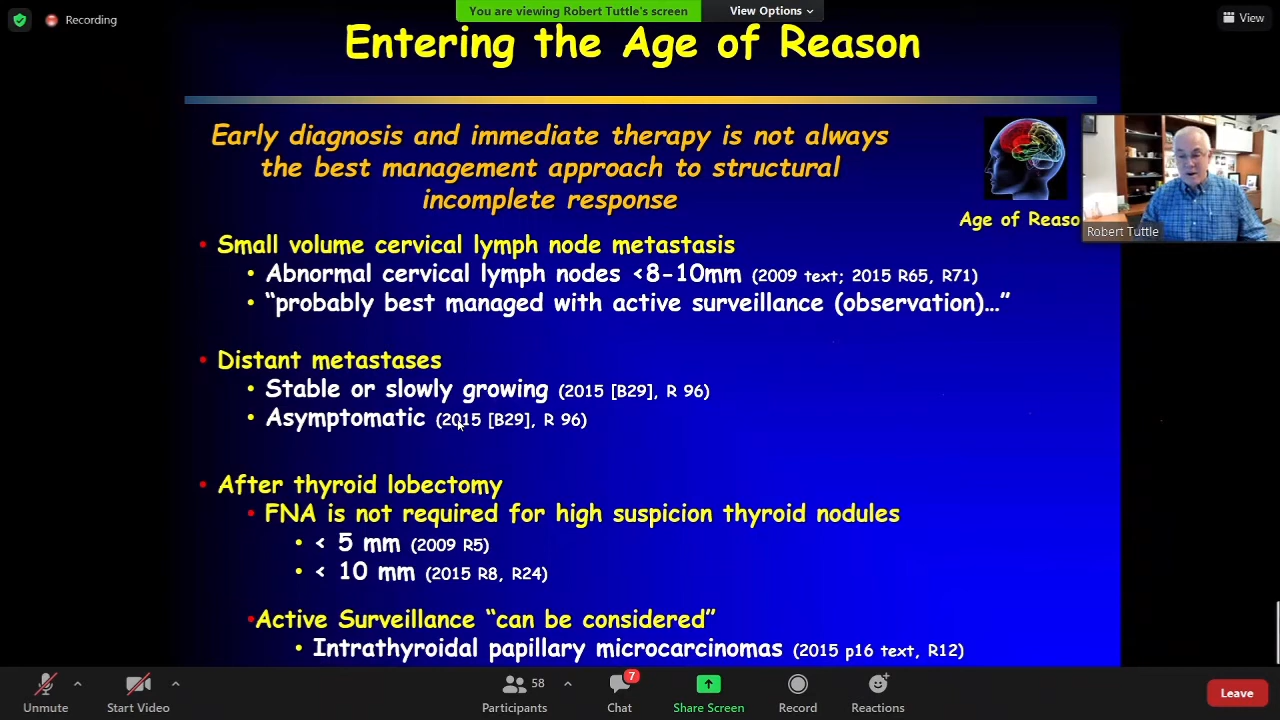 Recording
You are viewing Robert Tuttle's screen
View Options
View
Entering the Age of Reason
Early diagnosis and immediate therapy is not always
the best management approach to structural
incomplete response
Age of Reaso
Robert Tuttle
• Small volume cervical lymph node metastasis
• Abnormal cervical lymph nodes <8-10mm (2009 text; 2015 R65, R71)
• “probably best managed with active surveillance (observation)…”
• Distant metastases
• Stable or slowly growing (2015 [B29], R 96)
• Asymptomatic (2015 [B29], R 96)
• After thyroid lobectomy
• FNA is not required for high suspicion thyroid nodules
• < 5 mm (2009 R5)
• < 10 mm (2015 R8, R24)
•Active Surveillance “can be considered”
• Intrathyroidal papillary microcarcinomas (2015 p16 text, R12)
Unmute
Start Video
58
Participants
7
Chat
Share Screen
Record
Reactions
Leave